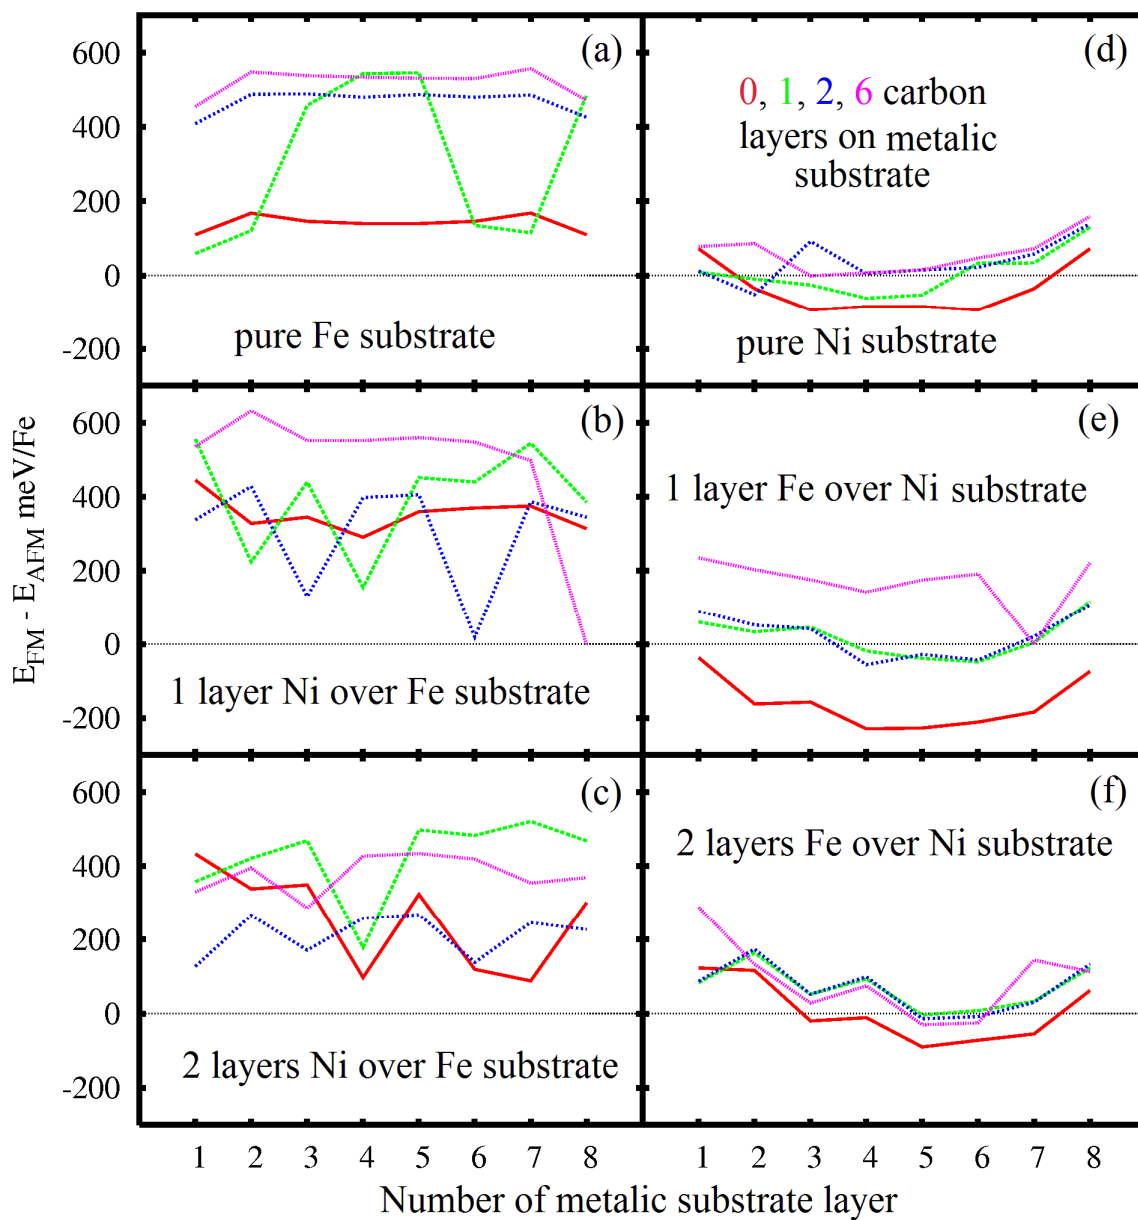 600
400
200
0
-200
(a)
pure Fe substrate
(d)
0, 1, 2, 6 carbon
layers on metalic
substrate
pure Ni substrate
600
400
200
0
-200
(b)
1 layer Ni over Fe substrate
(e)
1 layer Fe over Ni substrate
E_FM - E_AFM meV/Fe
600
400
200
0
-200
(c)
2 layers Ni over Fe substrate
(f)
2 layers Fe over Ni substrate
1 2 3 4 5 6 7 8 1 2 3 4 5 6 7 8
Number of metalic substrate layer